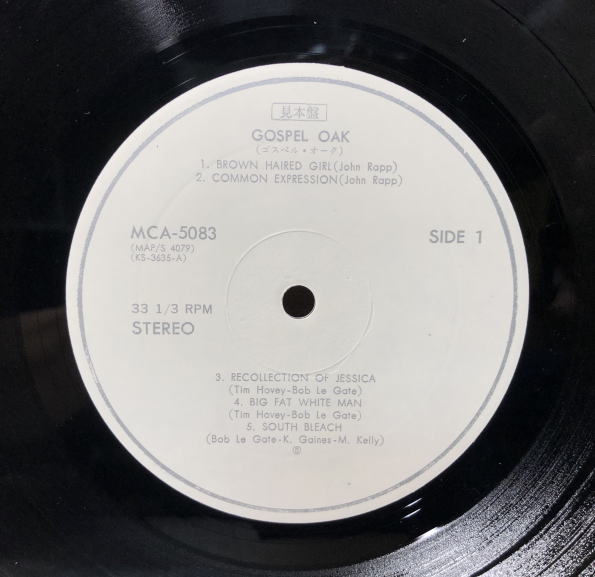 見本盤
GOSPEL OAK
(ゴスペル・オーク)
1. BROWN HAIRED GIRL(John Rapp)
2. COMMON EXPRESSION(John Rapp)
MCA-5083
(MAP/S 4079)
(KS-3635-A)
SIDE 1
33 1/3 RPM
STEREO
3. RECOLLECTION OF JESSICA
(Tim Hovey-Bob Le Gate)
4. BIG FAT WHITE MAN
(Tim Hovey-Bob Le Gate)
5. SOUTH BLEACH
(Bob Le Gate-K. Gaines-M. Kelly)
Ⓟ